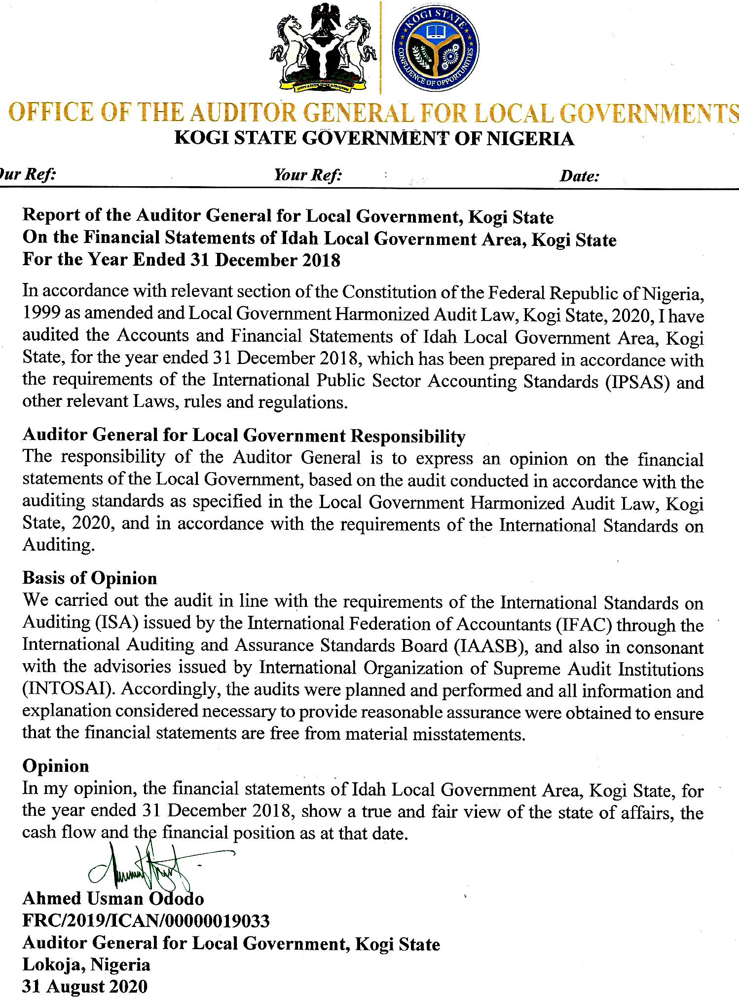 UNITY & FAITH, PEACE & PROGRESS
KOGI STATE
CONFLUENCE OF OPPORTUNITIES
OFFICE OF THE AUDITOR GENERAL FOR LOCAL GOVERNMENTS
KOGI STATE GOVERNMENT OF NIGERIA
Our Ref: Your Ref: Date:
Report of the Auditor General for Local Government, Kogi State
On the Financial Statements of Idah Local Government Area, Kogi State
For the Year Ended 31 December 2018
In accordance with relevant section of the Constitution of the Federal Republic of Nigeria,
1999 as amended and Local Government Harmonized Audit Law, Kogi State, 2020, I have
audited the Accounts and Financial Statements of Idah Local Government Area, Kogi
State, for the year ended 31 December 2018, which has been prepared in accordance with
the requirements of the International Public Sector Accounting Standards (IPSAS) and
other relevant Laws, rules and regulations.
Auditor General for Local Government Responsibility
The responsibility of the Auditor General is to express an opinion on the financial
statements of the Local Government, based on the audit conducted in accordance with the
auditing standards as specified in the Local Government Harmonized Audit Law, Kogi
State, 2020, and in accordance with the requirements of the International Standards on
Auditing.
Basis of Opinion
We carried out the audit in line with the requirements of the International Standards on
Auditing (ISA) issued by the International Federation of Accountants (IFAC) through the
International Auditing and Assurance Standards Board (IAASB), and also in consonant
with the advisories issued by International Organization of Supreme Audit Institutions
(INTOSAI). Accordingly, the audits were planned and performed and all information and
explanation considered necessary to provide reasonable assurance were obtained to ensure
that the financial statements are free from material misstatements.
Opinion
In my opinion, the financial statements of Idah Local Government Area, Kogi State, for
the year ended 31 December 2018, show a true and fair view of the state of affairs, the
cash flow and the financial position as at that date.
Ahmed Usman Ododo
FRC/2019/ICAN/00000019033
Auditor General for Local Government, Kogi State
Lokoja, Nigeria
31 August 2020